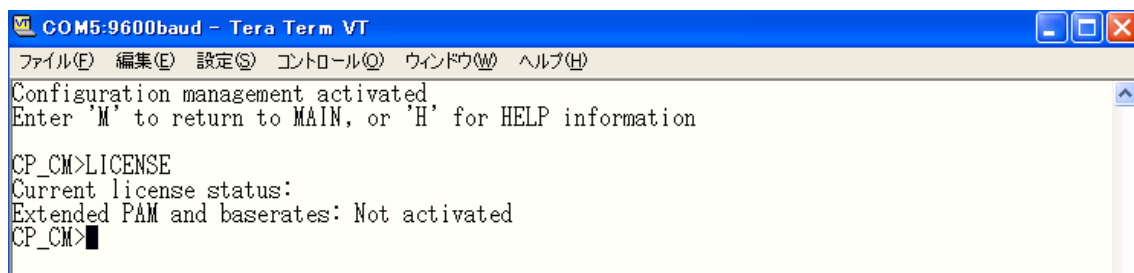 COM5:9600baud - Tera Term VT
ファイル(F) 編集(E) 設定(S) コントロール(O) ウィンドウ(W) ヘルプ(H)
Configuration management activated
Enter 'M' to return to MAIN, or 'H' for HELP information
CP_CM>LICENSE
Current license status:
Extended PAM and baserates: Not activated
CP_CM>